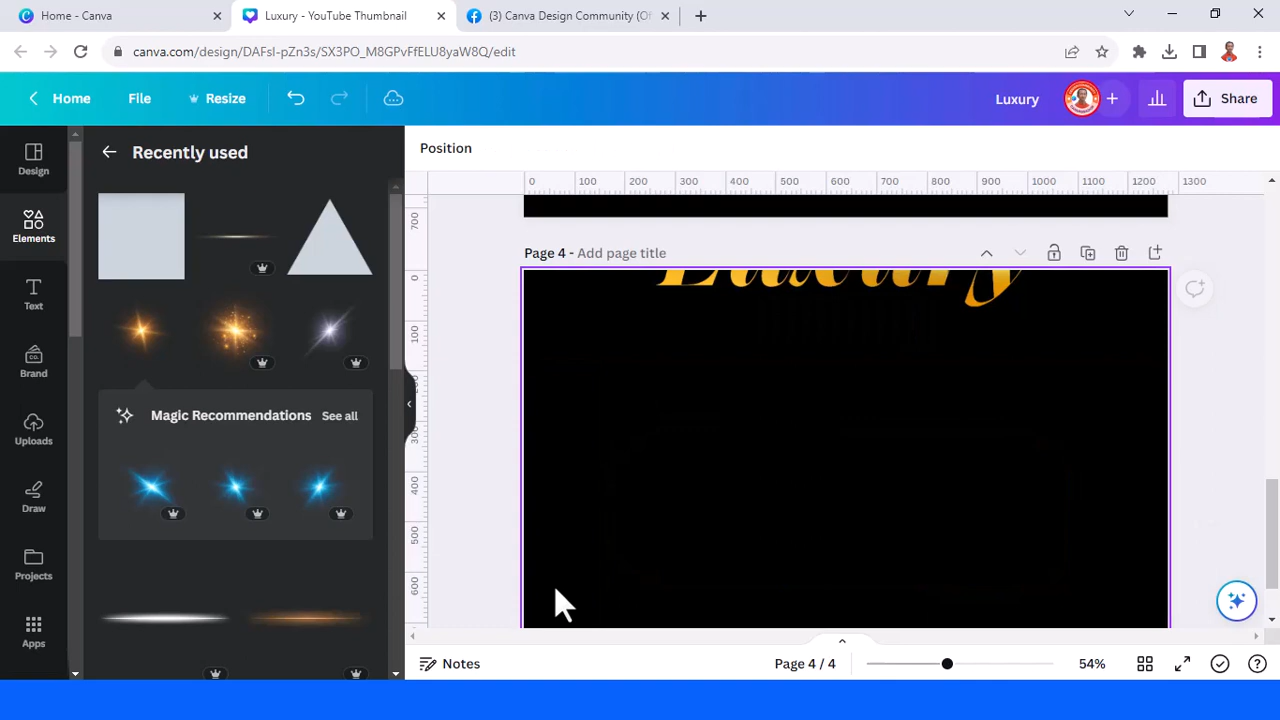 Home - Canva
Luxury - YouTube Thumbnail
(3) Canva Design Community (Of
canva.com/design/DAFsI-pZn3s/SX3PO_M8GPvFfELU8yaW8Q/edit
Home
File
Resize
Luxury
Share
Design
Elements
Text
Brand
Uploads
Draw
Projects
Apps
Recently used
Magic Recommendations
See all
Position
0 100 200 300 400 500 600 700 800 900 1000 1100 1200 1300
700
0
100
200
300
400
500
600
Page 4 - Add page title
Luxury
Notes
Page 4 / 4
54%